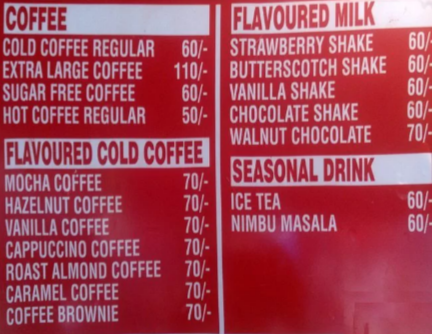 COFFEE
COLD COFFEE REGULAR 60/-
EXTRA LARGE COFFEE 110/-
SUGAR FREE COFFEE 60/-
HOT COFFEE REGULAR 50/-
FLAVOURED COLD COFFEE
MOCHA COFFEE 70/-
HAZELNUT COFFEE 70/-
VANILLA COFFEE 70/-
CAPPUCCINO COFFEE 70/-
ROAST ALMOND COFFEE 70/-
CARAMEL COFFEE 70/-
COFFEE BROWNIE 70/-
FLAVOURED MILK
STRAWBERRY SHAKE 60/-
BUTTERSCOTCH SHAKE 60/-
VANILLA SHAKE 60/-
CHOCOLATE SHAKE 60/-
WALNUT CHOCOLATE 70/-
SEASONAL DRINK
ICE TEA 60/-
NIMBU MASALA 60/-